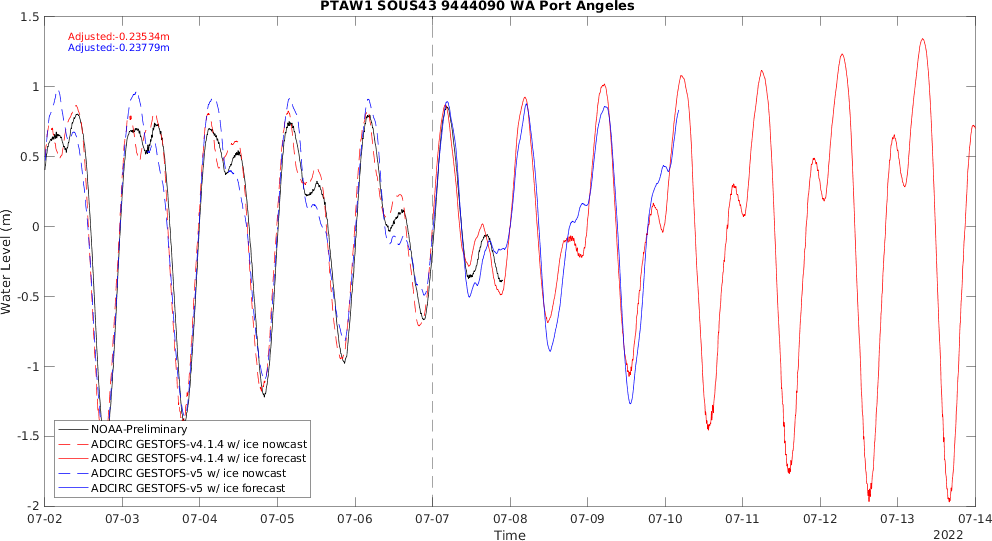 PTAW1 SOUS43 9444090 WA Port Angeles
Adjusted:-0.23534m
Adjusted:-0.23779m
1.5
1
0.5
0
-0.5
-1
-1.5
-2
Water Level (m)
NOAA-Preliminary
ADCIRC GESTOFS-v4.1.4 w/ ice nowcast
ADCIRC GESTOFS-v4.1.4 w/ ice forecast
ADCIRC GESTOFS-v5 w/ ice nowcast
ADCIRC GESTOFS-v5 w/ ice forecast
07-02 07-03 07-04 07-05 07-06 07-07 07-08 07-09 07-10 07-11 07-12 07-13 07-14
Time
2022